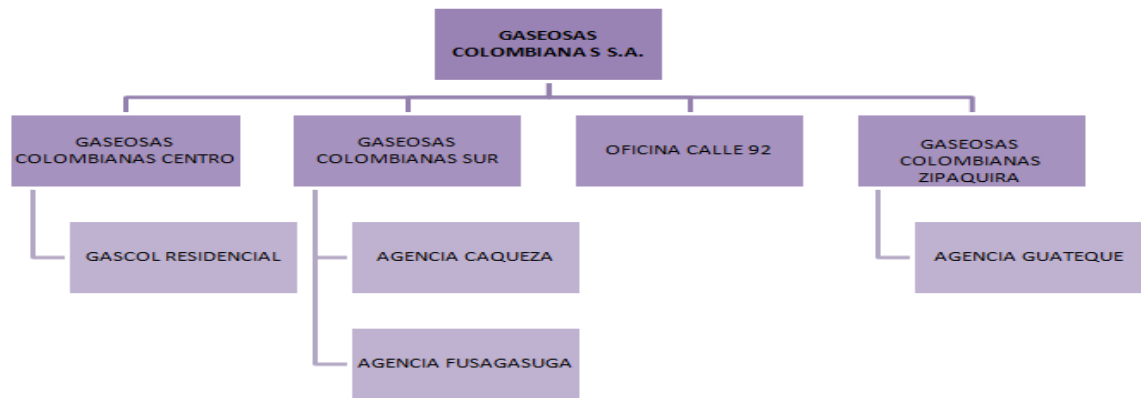 GASEOSAS
COLOMBIANAS S.A.
GASEOSAS
COLOMBIANAS CENTRO
GASEOSAS
COLOMBIANAS SUR
OFICINA CALLE 92
GASEOSAS
COLOMBIANAS
ZIPAQUIRA
GASCOL RESIDENCIAL
AGENCIA CAQUEZA
AGENCIA GUATEQUE
AGENCIA FUSAGASUGA